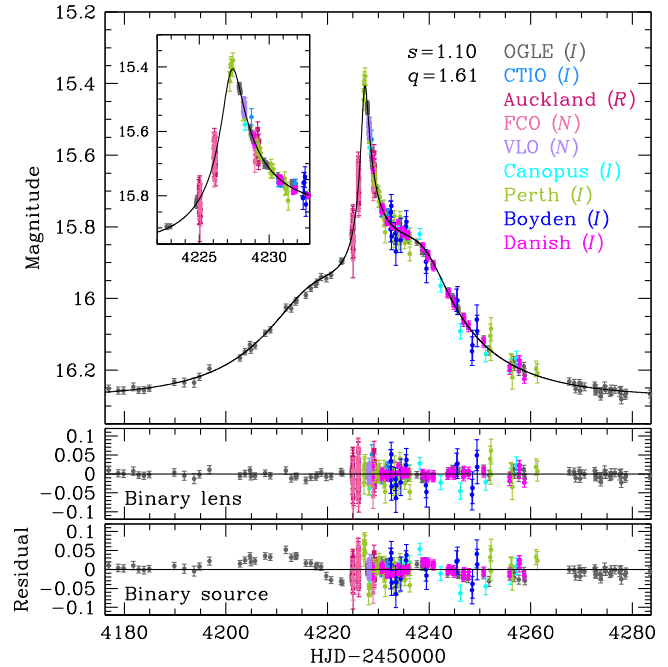 15.2
15.4
15.6
15.8
16
16.2
Magnitude
15.4
15.6
15.8
4225
4230
s=1.10
q=1.61
OGLE (I)
CTIO (I)
Auckland (R)
FCO (N)
VLO (N)
Canopus (I)
Perth (I)
Boyden (I)
Danish (I)
0.1
0.05
0
−0.05
−0.1
Binary lens
0.1
0.05
0
−0.05
−0.1
Binary source
Residual
4180
4200
4220
4240
4260
4280
HJD−2450000